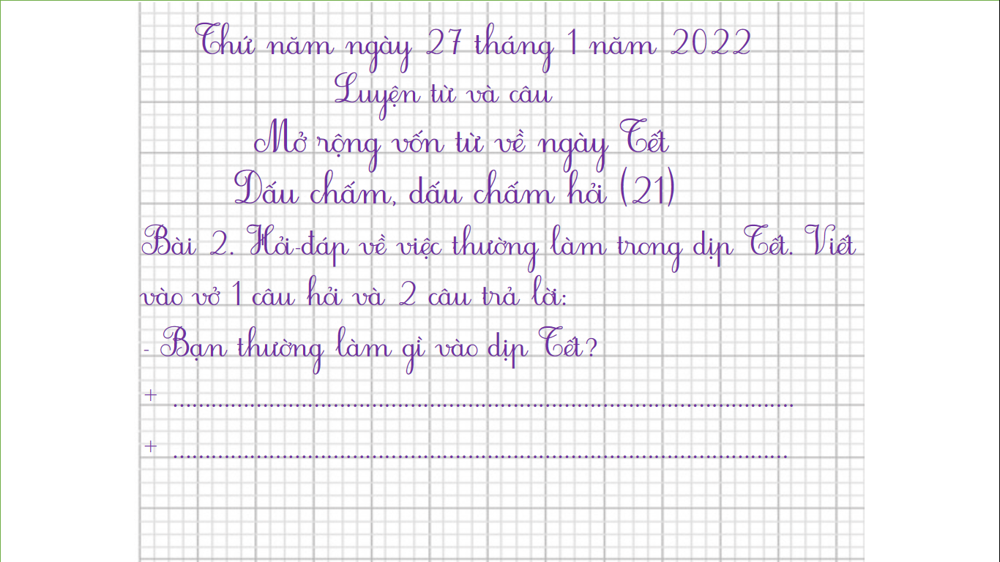 Thứ năm ngày 27 tháng 1 năm 2022
Luyện từ và câu
Mở rộng vốn từ về ngày Tết
Dấu chấm, dấu chấm hỏi (21)
Bài 2. Hỏi-đáp về việc thường làm trong dịp Tết. Viết
vào vở 1 câu hỏi và 2 câu trả lời:
- Bạn thường làm gì vào dịp Tết?
+ ........................................................................................
+ .......................................................................................